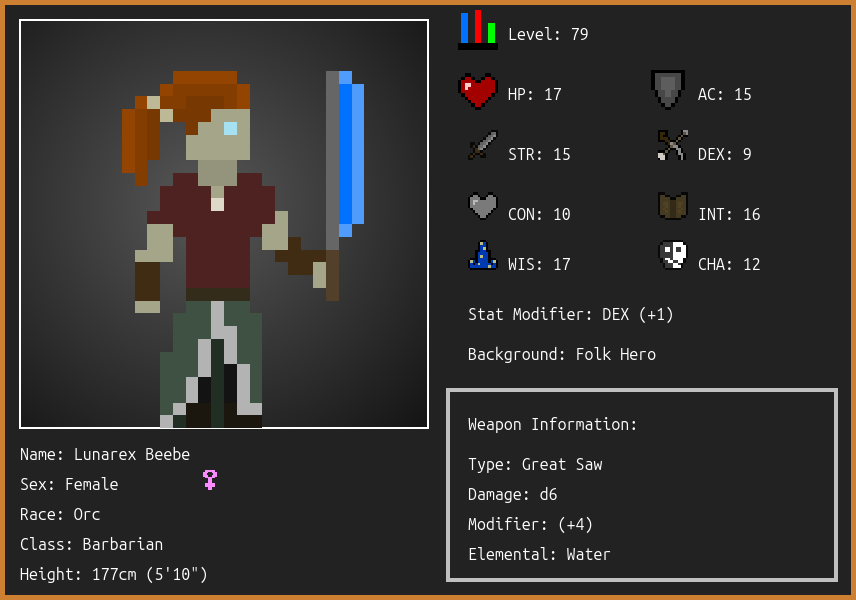 Level: 79
HP: 17
AC: 15
STR: 15
DEX: 9
CON: 10
INT: 16
WIS: 17
CHA: 12
Stat Modifier: DEX (+1)
Background: Folk Hero
Weapon Information:
Type: Great Saw
Damage: d6
Modifier: (+4)
Elemental: Water
Name: Lunarex Beebe
Sex: Female
Race: Orc
Class: Barbarian
Height: 177cm (5'10")